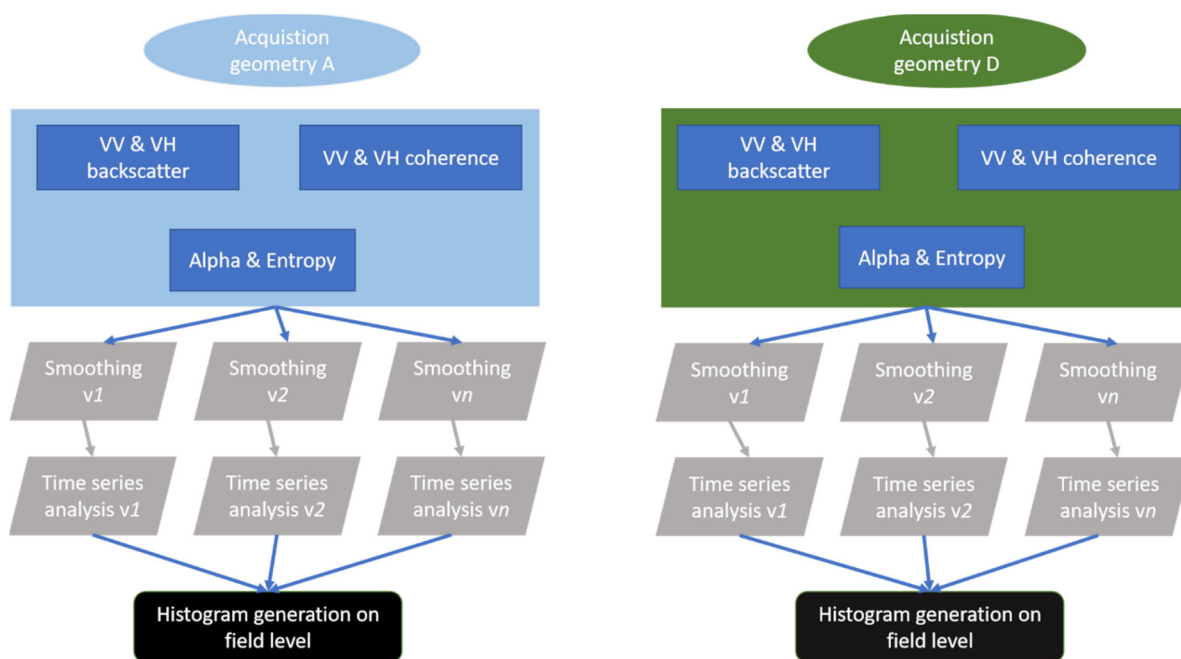 Acquistion
geometry A
VV & VH
backscatter
VV & VH coherence
Alpha & Entropy
Smoothing
v1
Smoothing
v2
Smoothing
vn
Time series
analysis v1
Time series
analysis v2
Time series
analysis vn
Histogram generation on
field level
Acquistion
geometry D
VV & VH
backscatter
VV & VH coherence
Alpha & Entropy
Smoothing
v1
Smoothing
v2
Smoothing
vn
Time series
analysis v1
Time series
analysis v2
Time series
analysis vn
Histogram generation on
field level